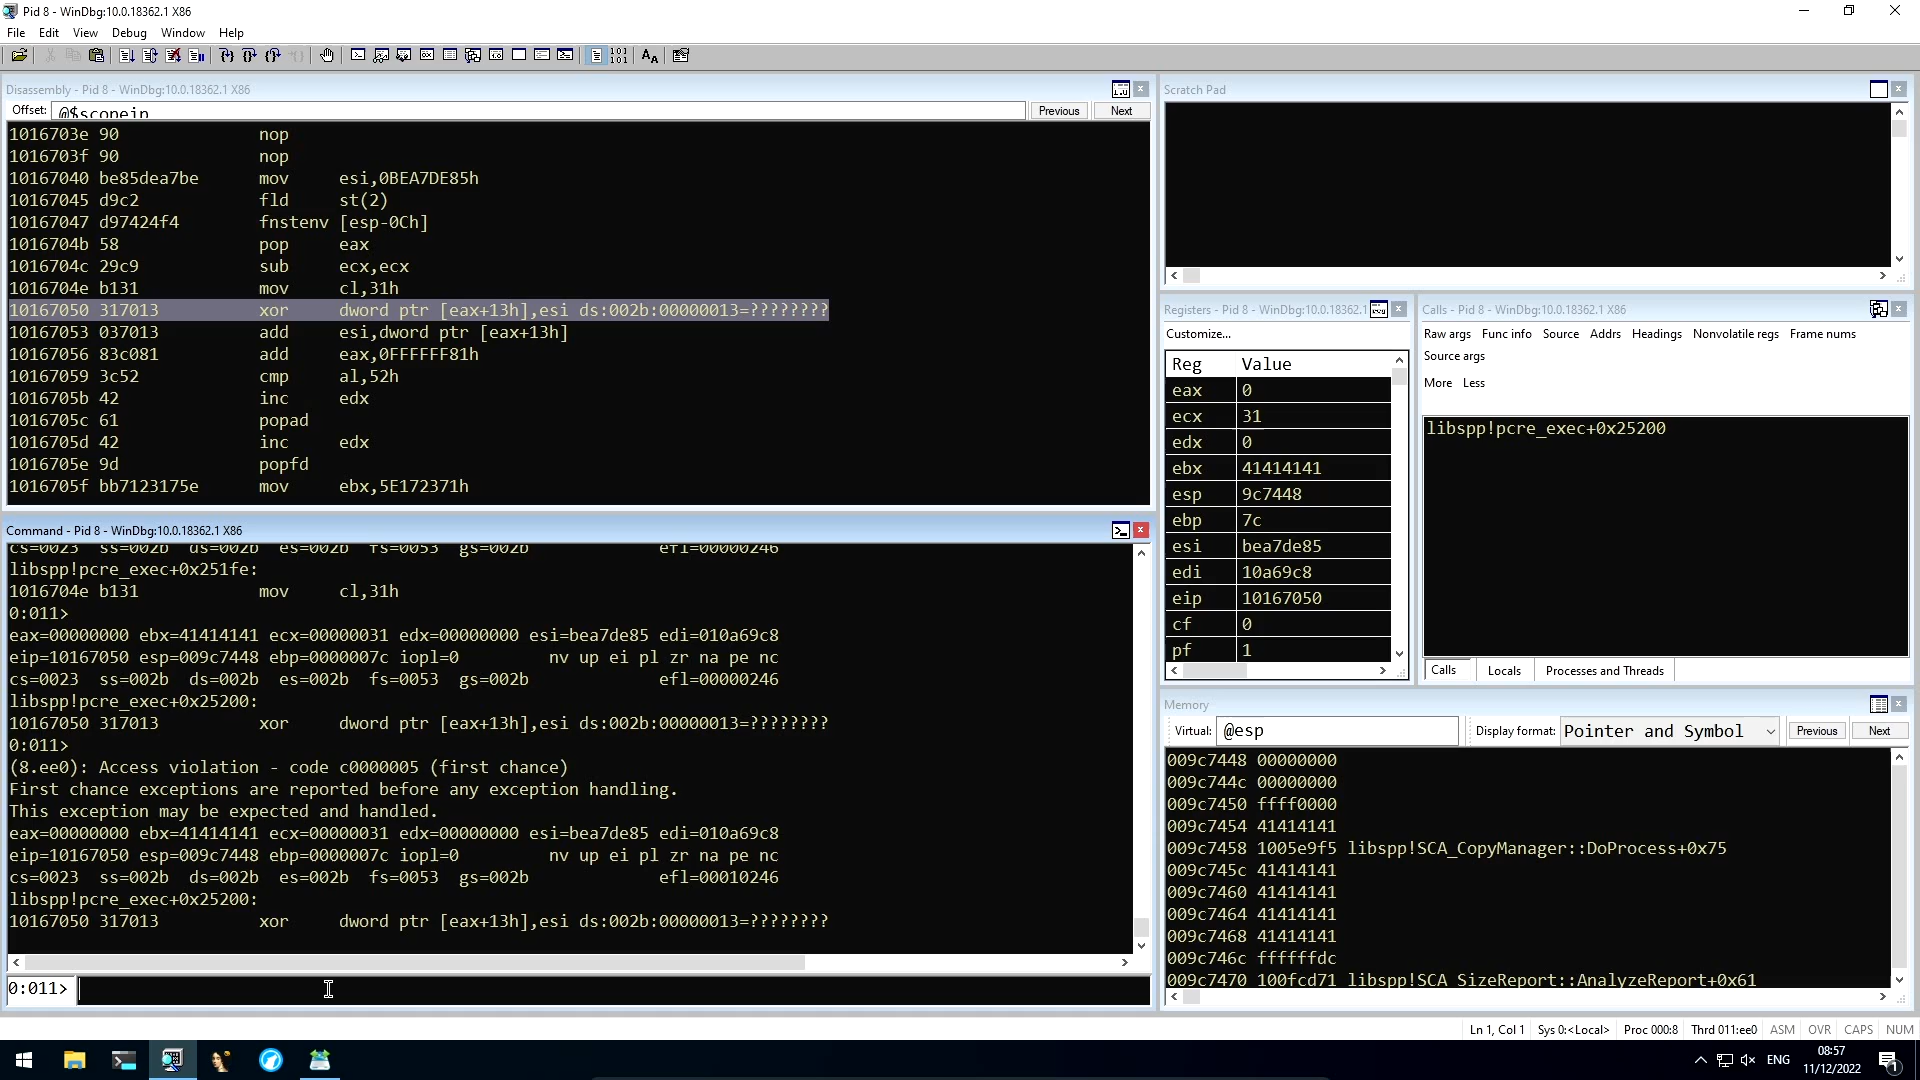 Pid 8 - WinDbg:10.0.18362.1 X86
File Edit View Debug Window Help
Disassembly - Pid 8 - WinDbg:10.0.18362.1 X86
Offset: @$scopeip Previous Next
1016703e 90 nop
1016703f 90 nop
10167040 be85dea7be mov esi,0BEA7DE85h
10167045 d9c2 fld st(2)
10167047 d97424f4 fnstenv [esp-0Ch]
1016704b 58 pop eax
1016704c 29c9 sub ecx,ecx
1016704e b131 mov cl,31h
10167050 317013 xor dword ptr [eax+13h],esi ds:002b:00000013=????????
10167053 037013 add esi,dword ptr [eax+13h]
10167056 83c081 add eax,0FFFFFF81h
10167059 3c52 cmp al,52h
1016705b 42 inc edx
1016705c 61 popad
1016705d 42 inc edx
1016705e 9d popfd
1016705f bb7123175e mov ebx,5E172371h
Command - Pid 8 - WinDbg:10.0.18362.1 X86
cs=0023 ss=002b ds=002b es=002b fs=0053 gs=002b efl=00000246
libspp!pcre_exec+0x251fe:
1016704e b131 mov cl,31h
0:011>
eax=00000000 ebx=41414141 ecx=00000031 edx=00000000 esi=bea7de85 edi=010a69c8
eip=10167050 esp=009c7448 ebp=0000007c iopl=0 nv up ei pl zr na pe nc
cs=0023 ss=002b ds=002b es=002b fs=0053 gs=002b efl=00000246
libspp!pcre_exec+0x25200:
10167050 317013 xor dword ptr [eax+13h],esi ds:002b:00000013=????????
0:011>
(8.ee0): Access violation - code c0000005 (first chance)
First chance exceptions are reported before any exception handling.
This exception may be expected and handled.
eax=00000000 ebx=41414141 ecx=00000031 edx=00000000 esi=bea7de85 edi=010a69c8
eip=10167050 esp=009c7448 ebp=0000007c iopl=0 nv up ei pl zr na pe nc
cs=0023 ss=002b ds=002b es=002b fs=0053 gs=002b efl=00010246
libspp!pcre_exec+0x25200:
10167050 317013 xor dword ptr [eax+13h],esi ds:002b:00000013=????????
0:011>
Scratch Pad
Registers - Pid 8 - WinDbg:10.0.18362.1
Customize...
Reg Value
eax 0
ecx 31
edx 0
ebx 41414141
esp 9c7448
ebp 7c
esi bea7de85
edi 10a69c8
eip 10167050
cf 0
pf 1
Calls - Pid 8 - WinDbg:10.0.18362.1 X86
Raw args Func info Source Addrs Headings Nonvolatile regs Frame nums
Source args
More Less
libspp!pcre_exec+0x25200
Calls Locals Processes and Threads
Memory
Virtual: @esp Display format: Pointer and Symbol Previous Next
009c7448 00000000
009c744c 00000000
009c7450 ffff0000
009c7454 41414141
009c7458 1005e9f5 libspp!SCA_CopyManager::DoProcess+0x75
009c745c 41414141
009c7460 41414141
009c7464 41414141
009c7468 41414141
009c746c ffffffdc
009c7470 100fcd71 libspp!SCA_SizeReport::AnalyzeReport+0x61
Ln 1, Col 1 Sys 0:<Local> Proc 000:8 Thrd 011:ee0 ASM OVR CAPS NUM
ENG
08:57
11/12/2022
1